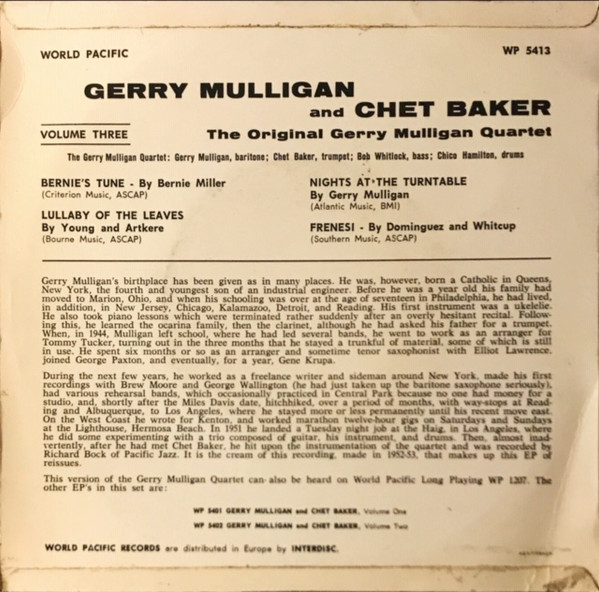 WORLD PACIFIC
WP 5413
GERRY MULLIGAN
and CHET BAKER
VOLUME THREE
The Original Gerry Mulligan Quartet
The Gerry Mulligan Quartet: Gerry Mulligan, baritone; Chet Baker, trumpet; Bob Whitlock, bass; Chico Hamilton, drums
BERNIE'S TUNE - By Bernie Miller
(Criterion Music, ASCAP)
LULLABY OF THE LEAVES
By Young and Artkere
(Bourne Music, ASCAP)
NIGHTS AT THE TURNTABLE
By Gerry Mulligan
(Atlantic Music, BMI)
FRENESI - By Dominguez and Whitcup
(Southern Music, ASCAP)
Gerry Mulligan's birthplace has been given as in many places. He was, however, born a Catholic in Queens,
New York, the fourth and youngest son of an industrial engineer. Before he was a year old his family had
moved to Marion, Ohio, and when his schooling was over at the age of seventeen in Philadelphia, he had lived,
in addition, in New Jersey, Chicago, Kalamazoo, Detroit, and Reading. His first instrument was a ukelelie.
He also took piano lessons which were terminated rather suddenly after an overly hesitant recital. Follow-
ing this, he learned the ocarina family, then the clarinet, although he had asked his father for a trumpet.
When, in 1944, Mulligan left school, where he had led several bands, he went to work as an arranger for
Tommy Tucker, turning out in the three months that he stayed a trunkful of material, some of which is still
in use. He spent six months or so as an arranger and sometime tenor saxophonist with Elliot Lawrence,
joined George Paxton, and eventually, for a year, Gene Krupa.
During the next few years, he worked as a freelance writer and sideman around New York, made his first
recordings with Brew Moore and George Wallington (he had just taken up the baritone saxophone seriously),
had various rehearsal bands, which occasionally practiced in Central Park because no one had money for a
studio, and, shortly after the Miles Davis date, hitchhiked, over a period of months, with way-stops at Read-
ing and Albuquerque, to Los Angeles, where he stayed more or less permanently until his recent move east.
On the West Coast he wrote for Kenton, and worked marathon twelve-hour gigs on Saturdays and Sundays
at the Lighthouse, Hermosa Beach. In 1951 he landed a Tuesday night job at the Haig, in Los Angeles, where
he did some experimenting with a trio composed of guitar, his instrument, and drums. Then, almost inad-
vertently, after he had met Chet Baker, he hit upon the instrumentation of the quartet and was recorded by
Richard Bock of Pacific Jazz. It is the cream of this recording, made in 1952-53, that makes up this EP of
reissues.
This version of the Gerry Mulligan Quartet can also be heard on World Pacific Long Playing WP 1207. The
other EP's in this set are:
WP 5401 GERRY MULLIGAN and CHET BAKER, Volume One
WP 5402 GERRY MULLIGAN and CHET BAKER, Volume Two
WORLD PACIFIC RECORDS are distributed in Europe by INTERDISC.